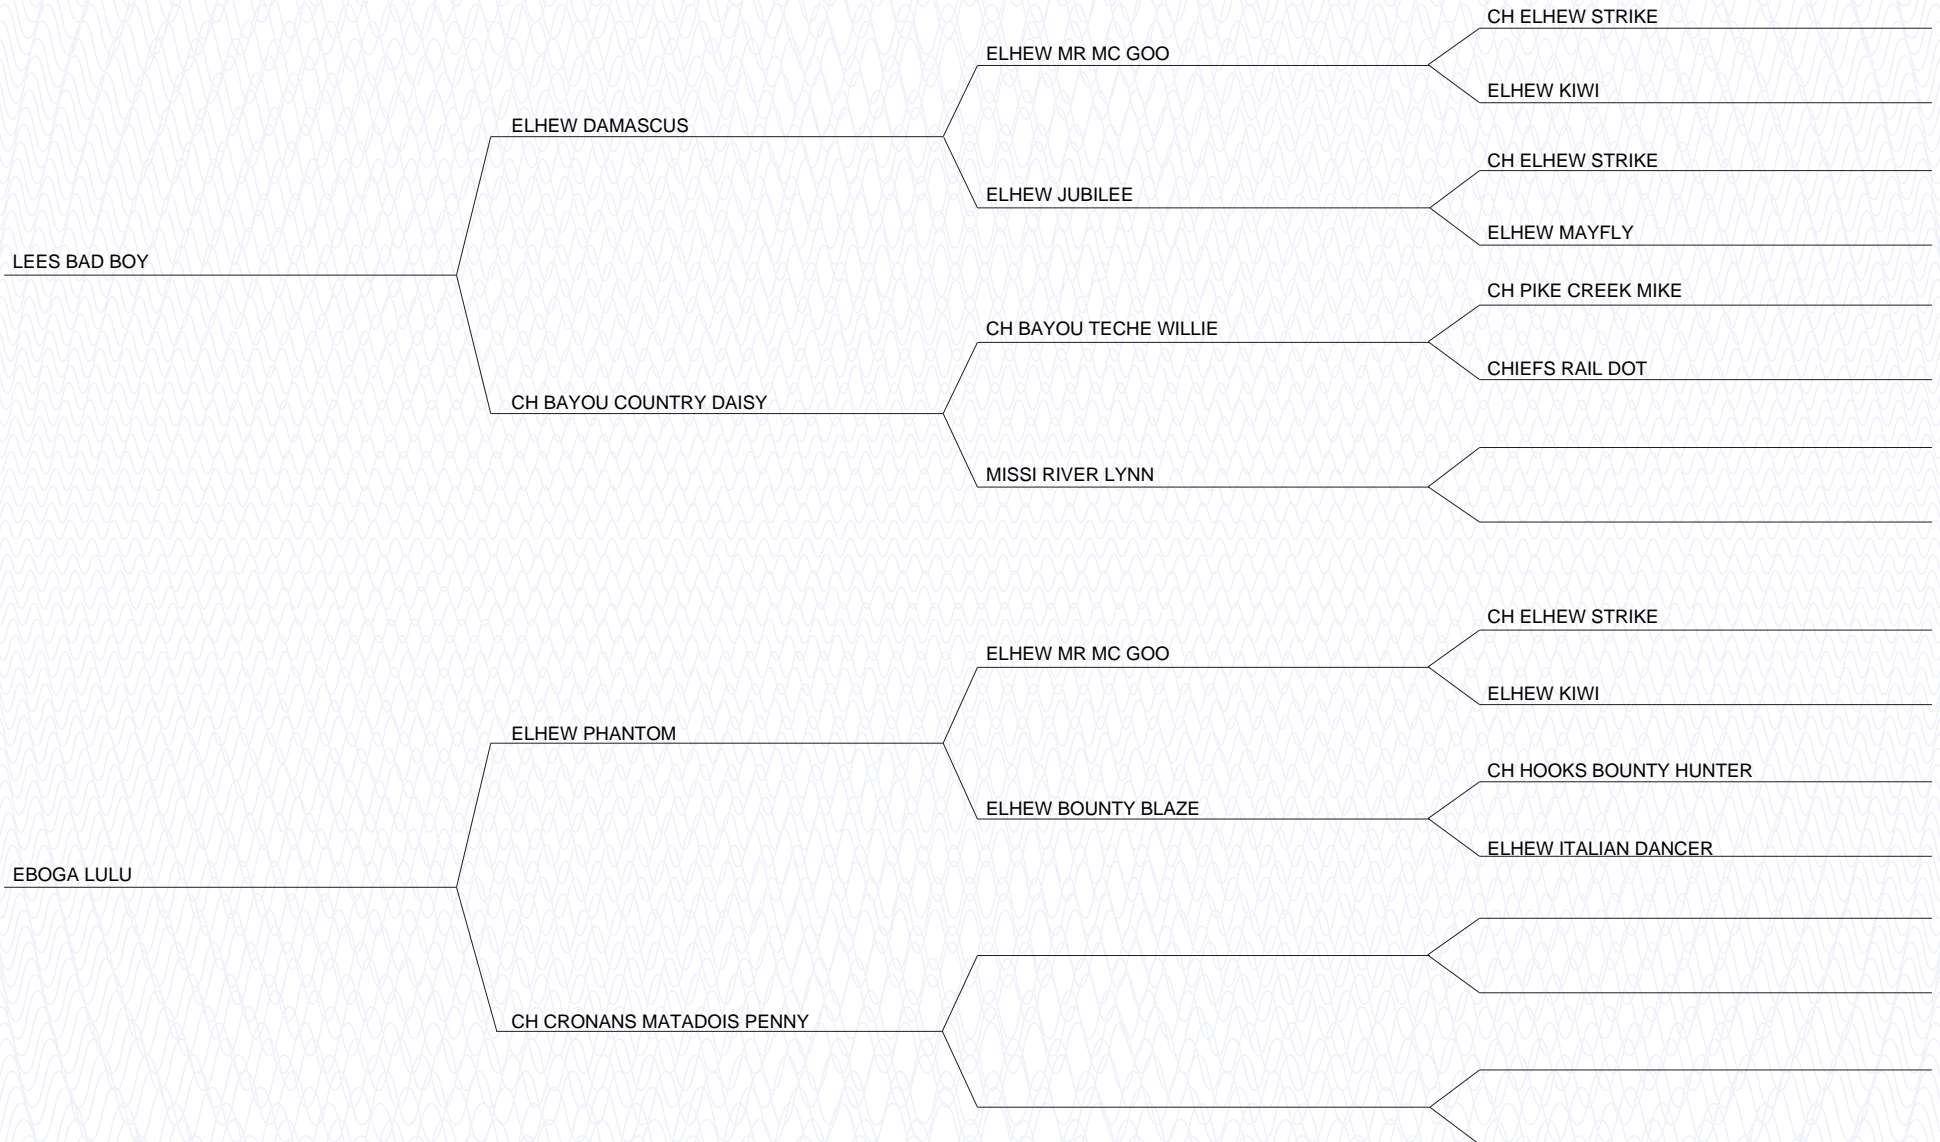 CH ELHEW STRIKE
ELHEW MR MC GOO
ELHEW KIWI
ELHEW DAMASCUS
CH ELHEW STRIKE
ELHEW JUBILEE
ELHEW MAYFLY
LEES BAD BOY
CH PIKE CREEK MIKE
CH BAYOU TECHE WILLIE
CHIEFS RAIL DOT
CH BAYOU COUNTRY DAISY
MISSI RIVER LYNN
CH ELHEW STRIKE
ELHEW MR MC GOO
ELHEW KIWI
ELHEW PHANTOM
CH HOOKS BOUNTY HUNTER
ELHEW BOUNTY BLAZE
ELHEW ITALIAN DANCER
EBOGA LULU
CH CRONANS MATADOIS PENNY